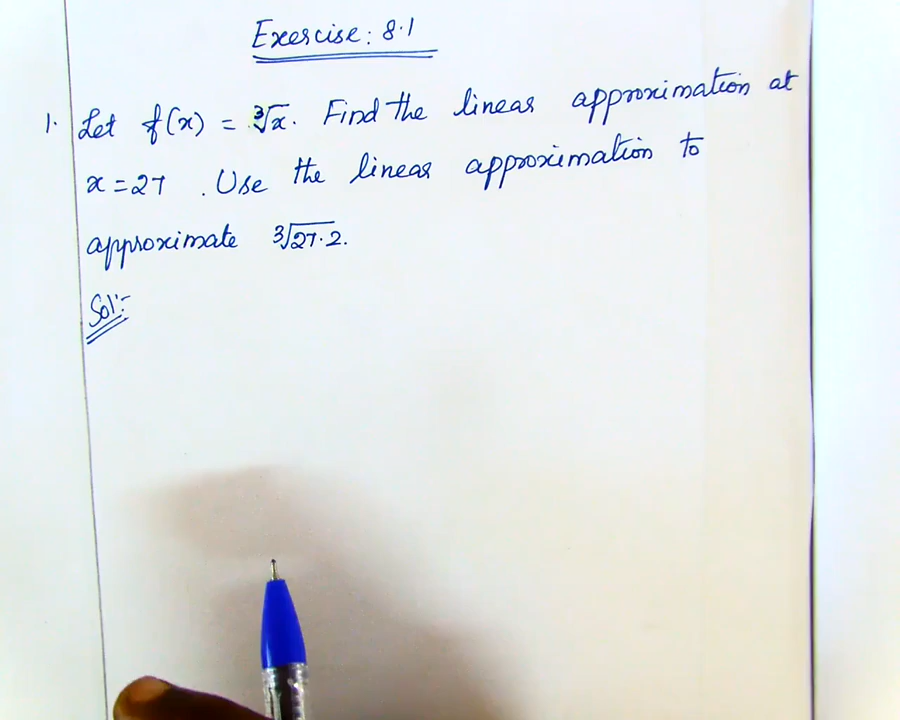 Exercise: 8.1
1. Let f(x) = ∛x. Find the linear approximation at
x = 27. Use the linear approximation to
approximate ∛27.2.
Sol:-